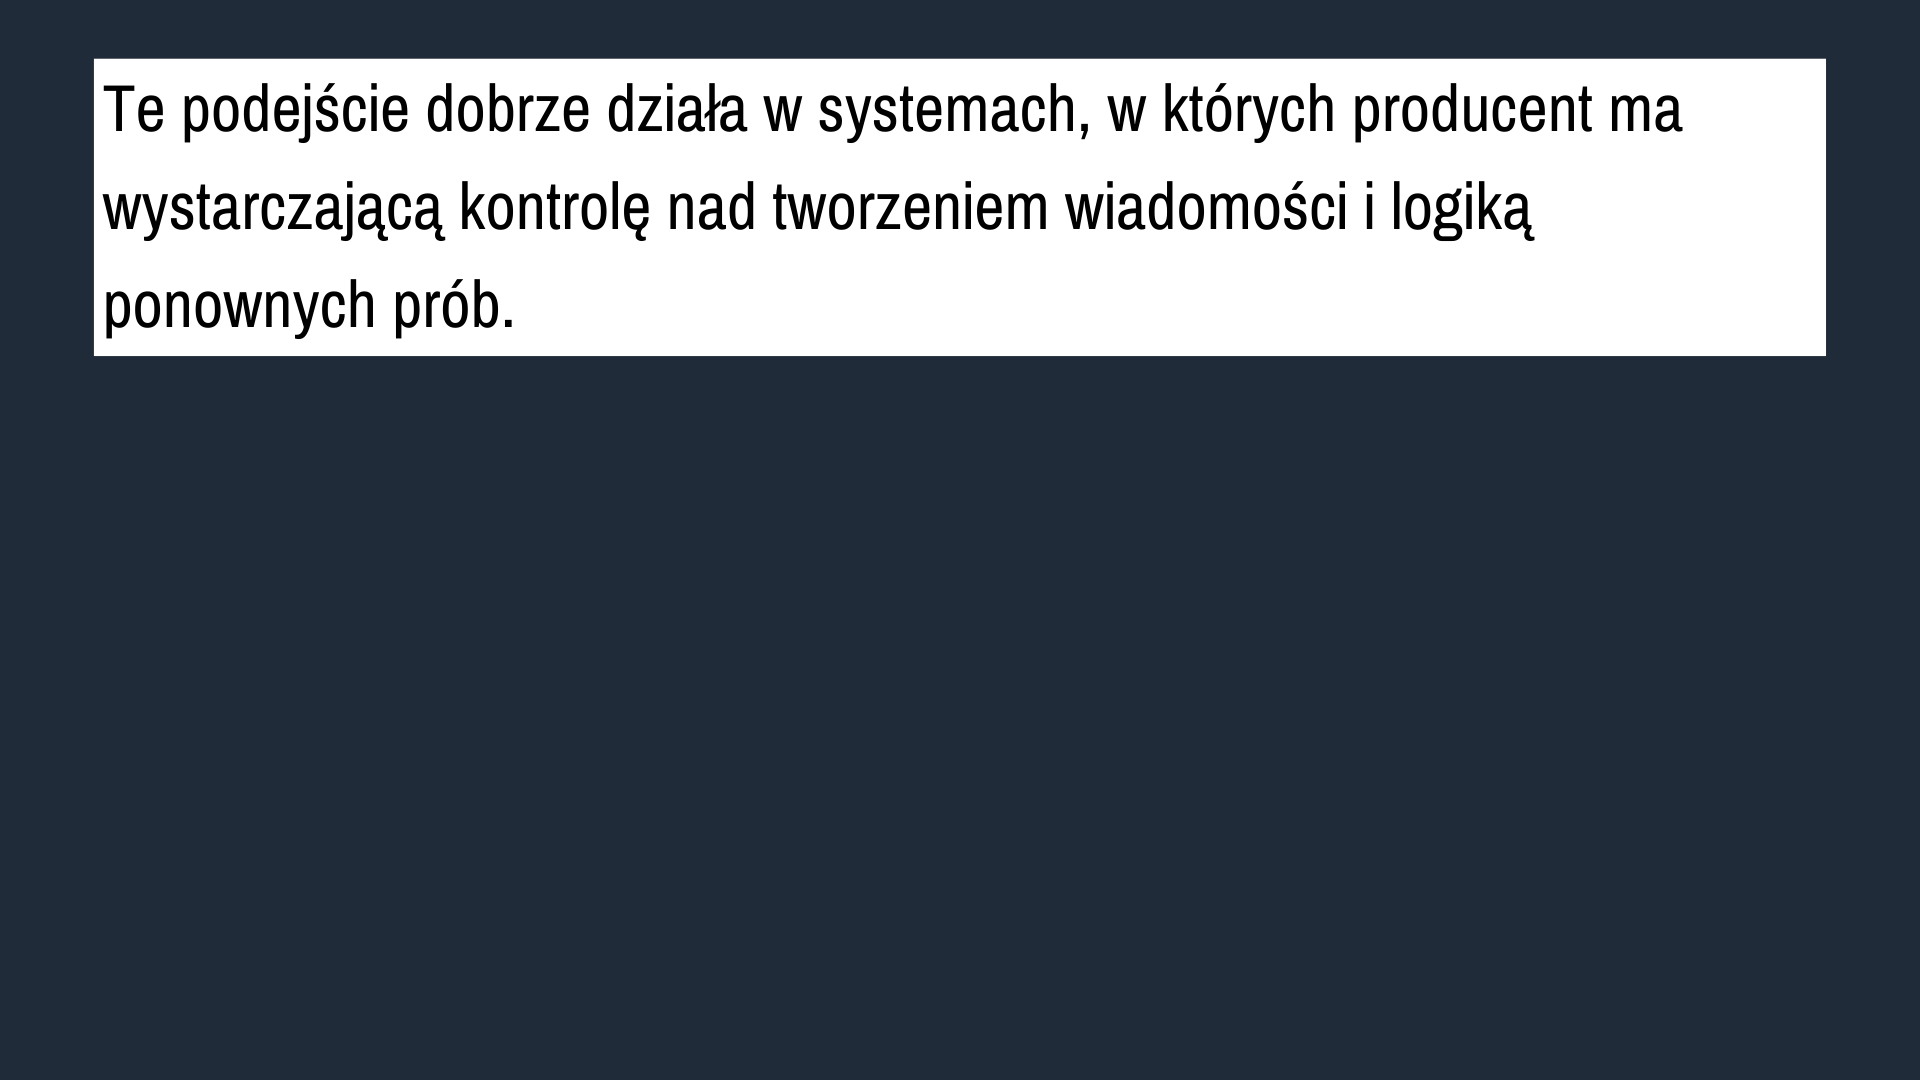 Te podejście dobrze działa w systemach, w których producent ma
wystarczającą kontrolę nad tworzeniem wiadomości i logiką
ponownych prób.